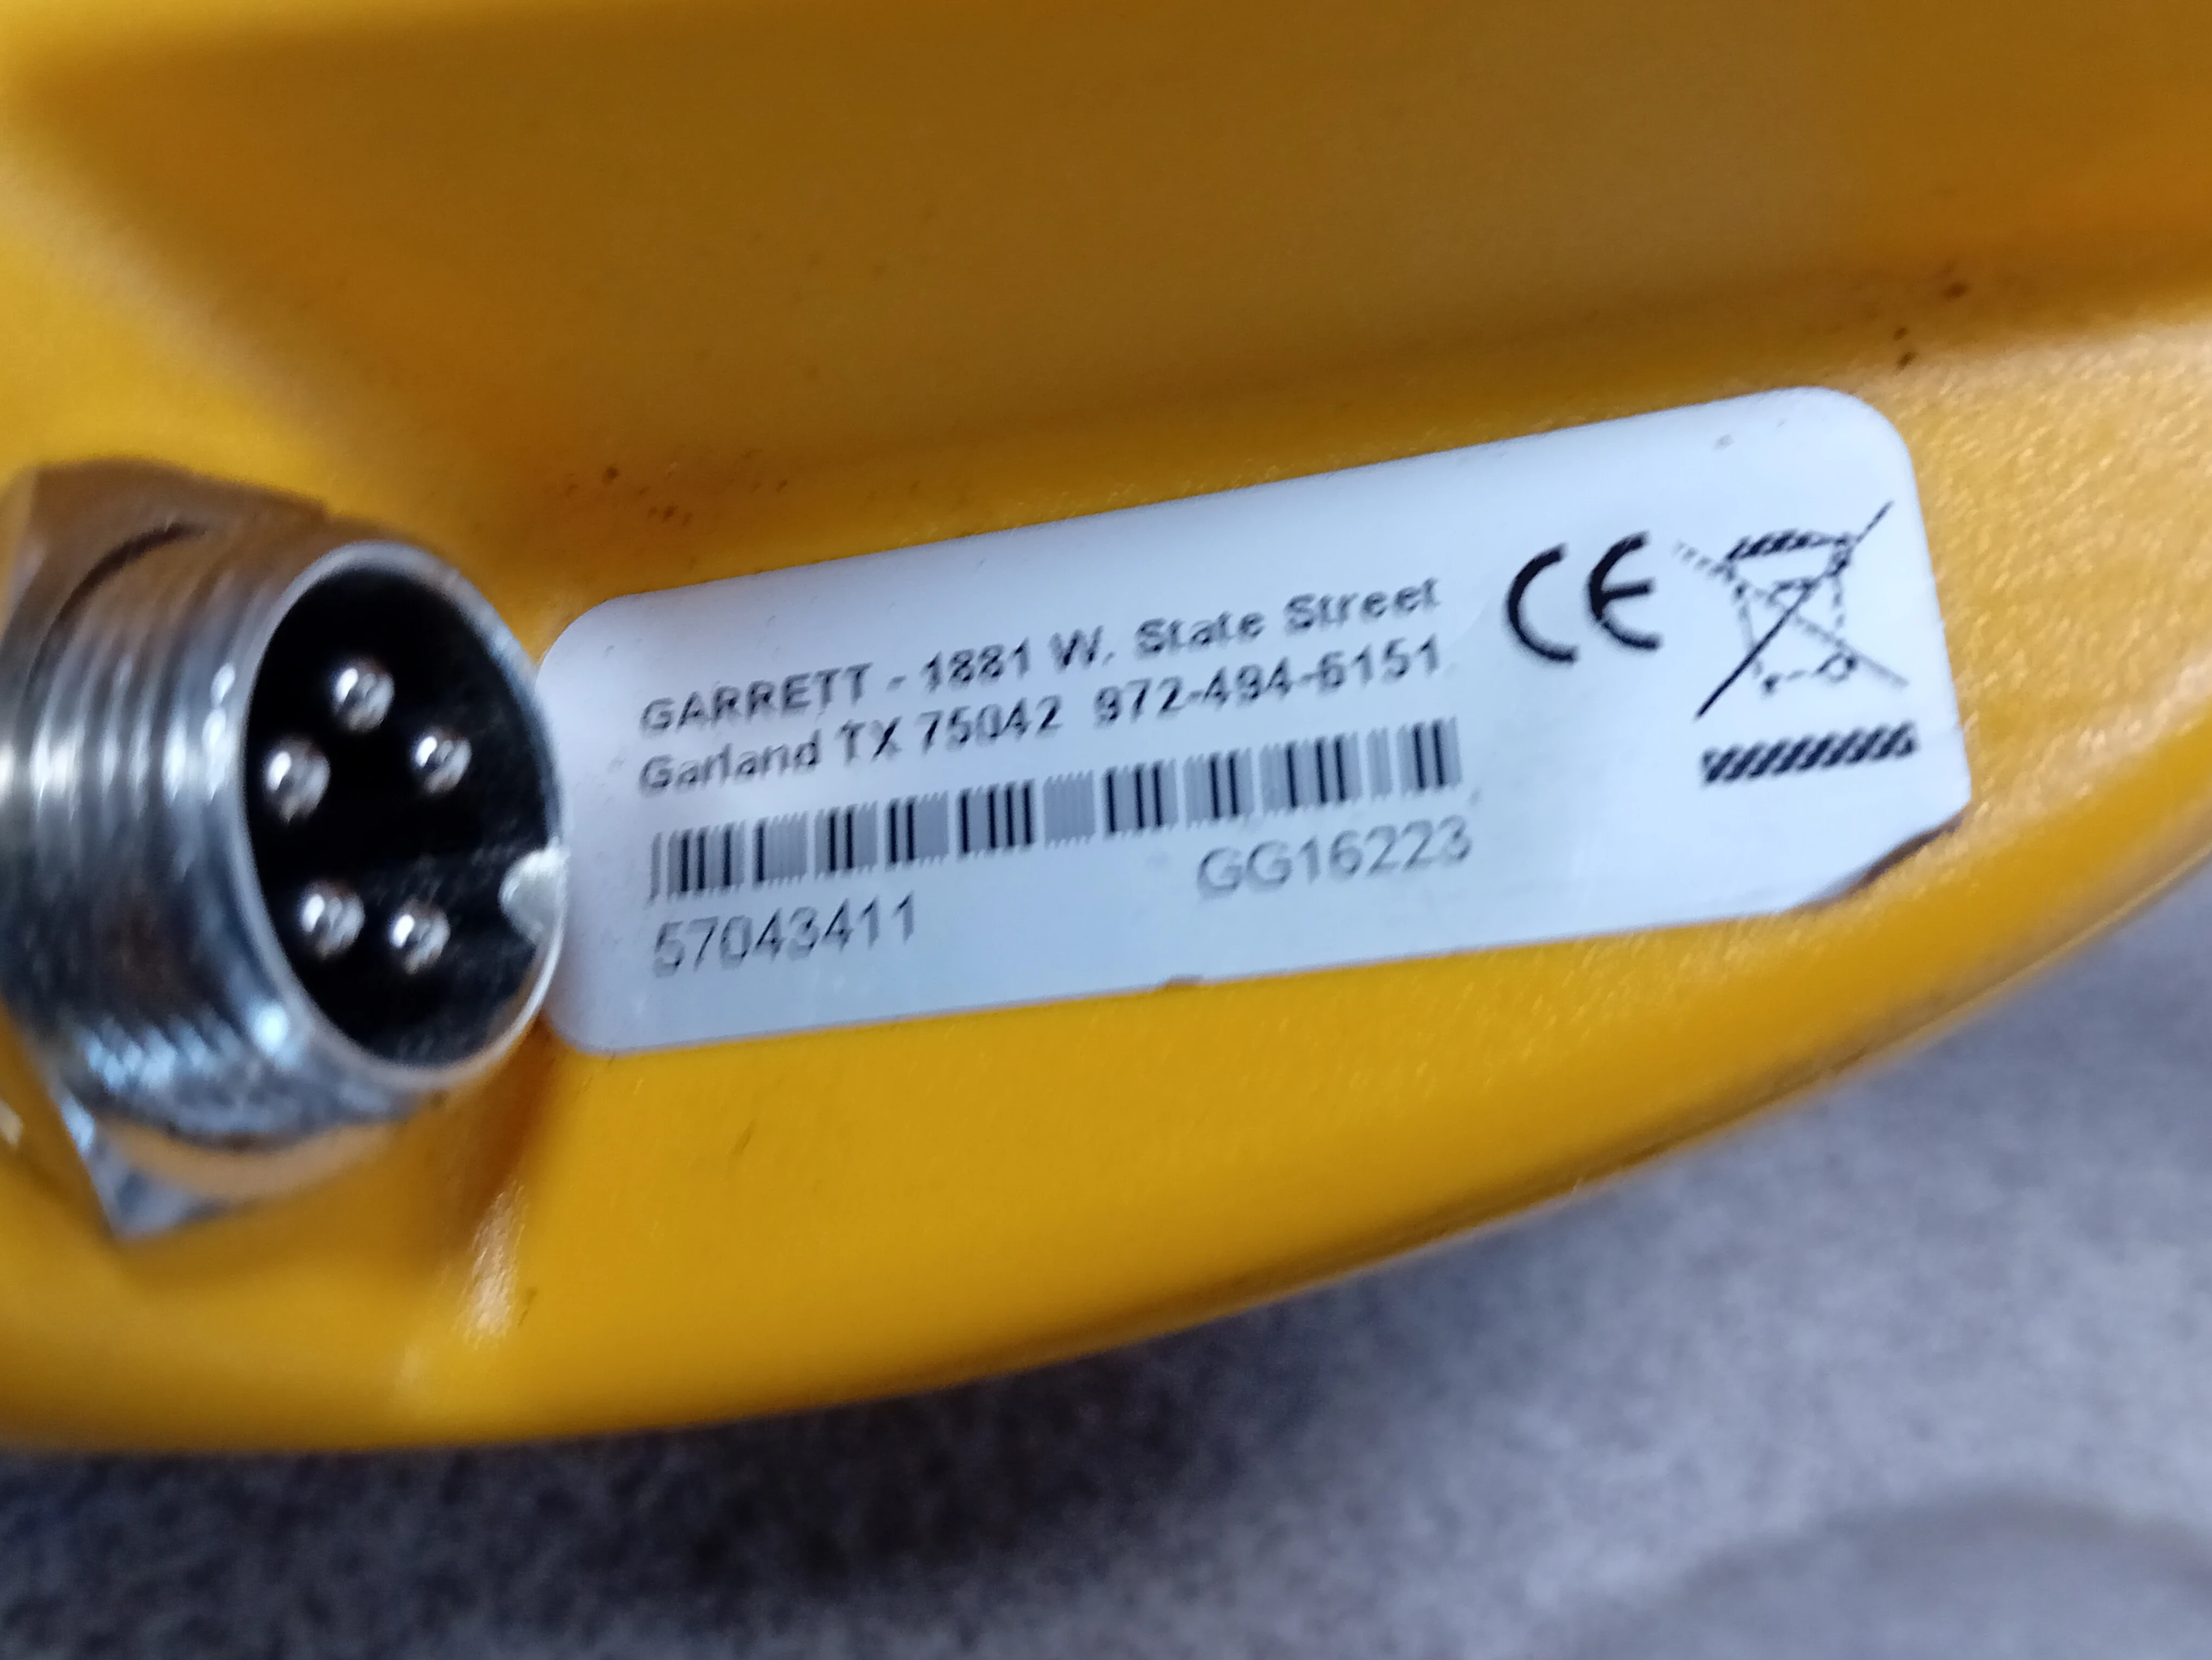 GARRETT - 1881 W. State Street
Garland TX 75042 972-494-6151
CE
57043411 GG16223